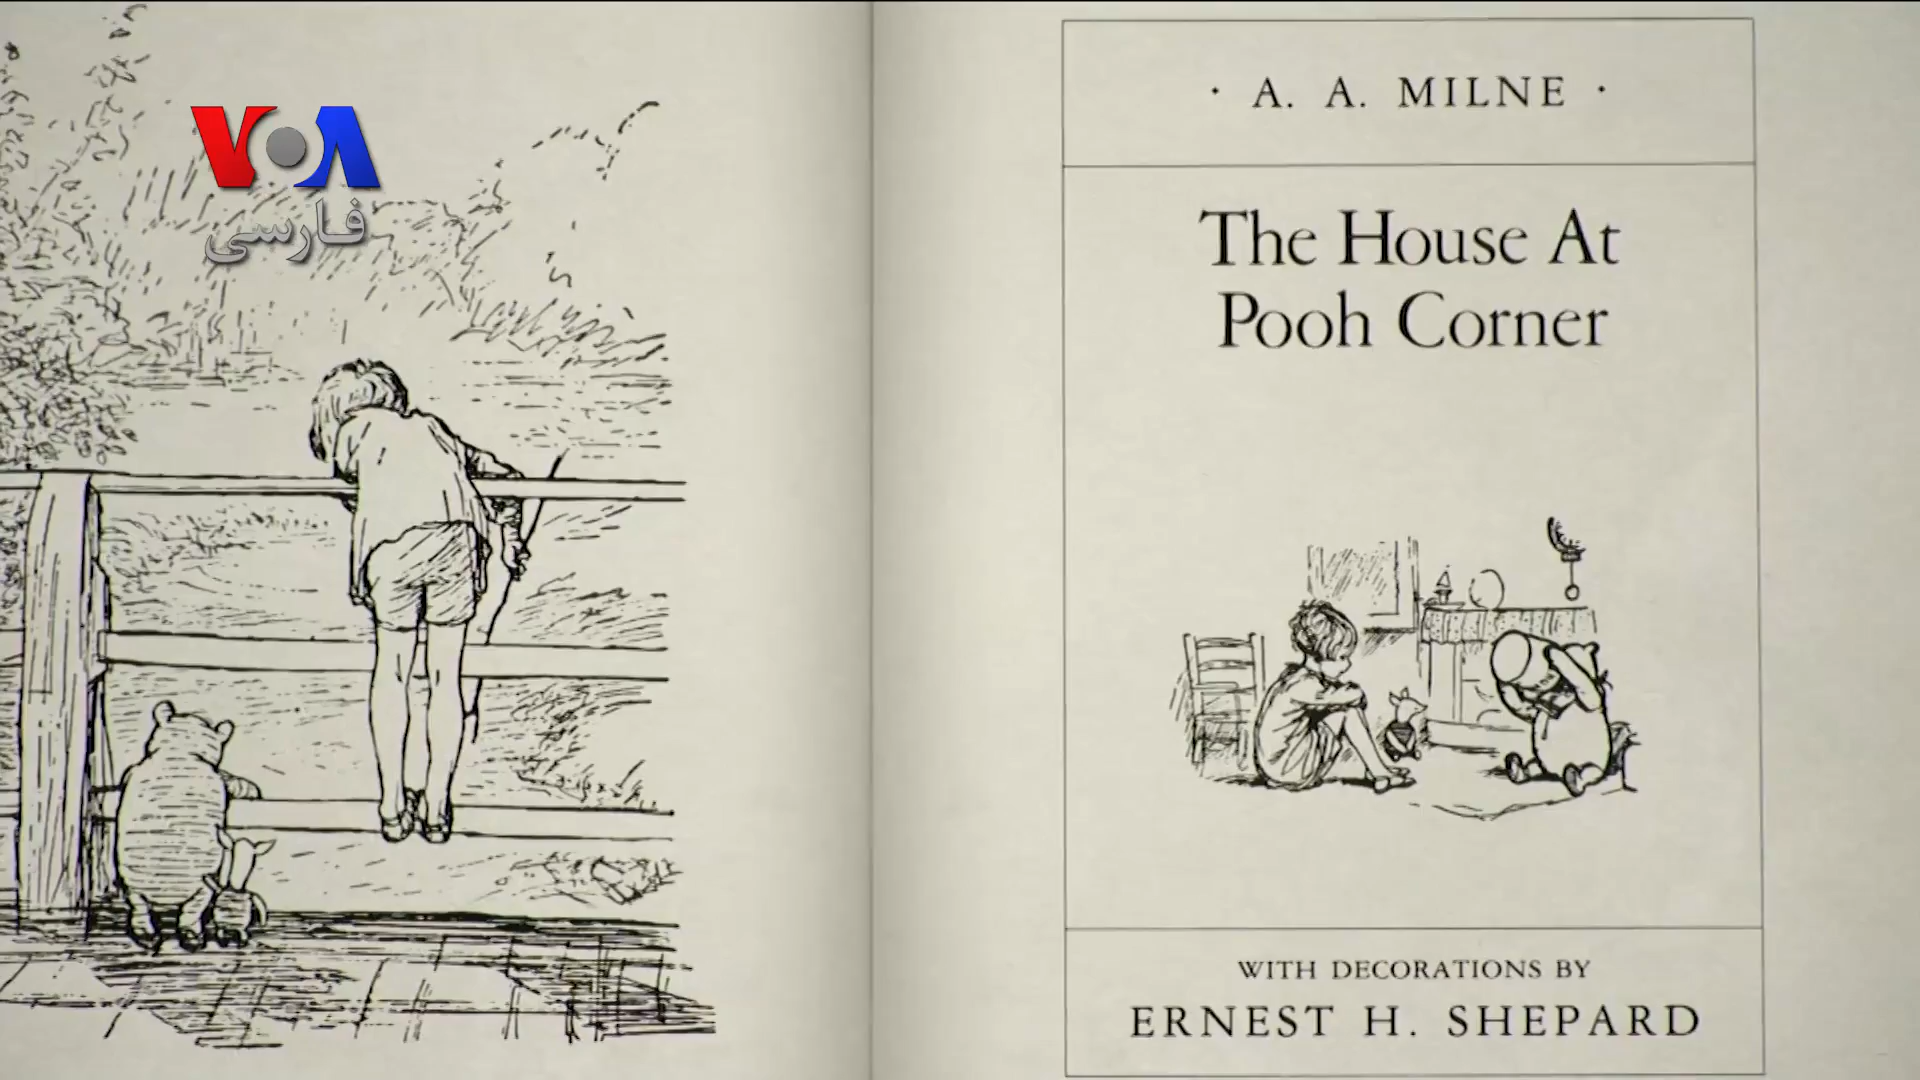 VOA
فارسی
· A. A. MILNE ·
The House At
Pooh Corner
WITH DECORATIONS BY
ERNEST H. SHEPARD